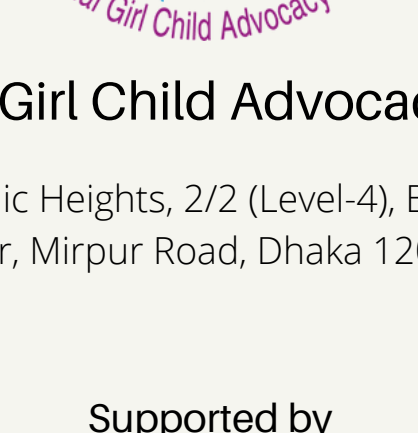 Girl Child Advocacy
Girl Child Advoca
ic Heights, 2/2 (Level-4),
r, Mirpur Road, Dhaka 12
Supported by